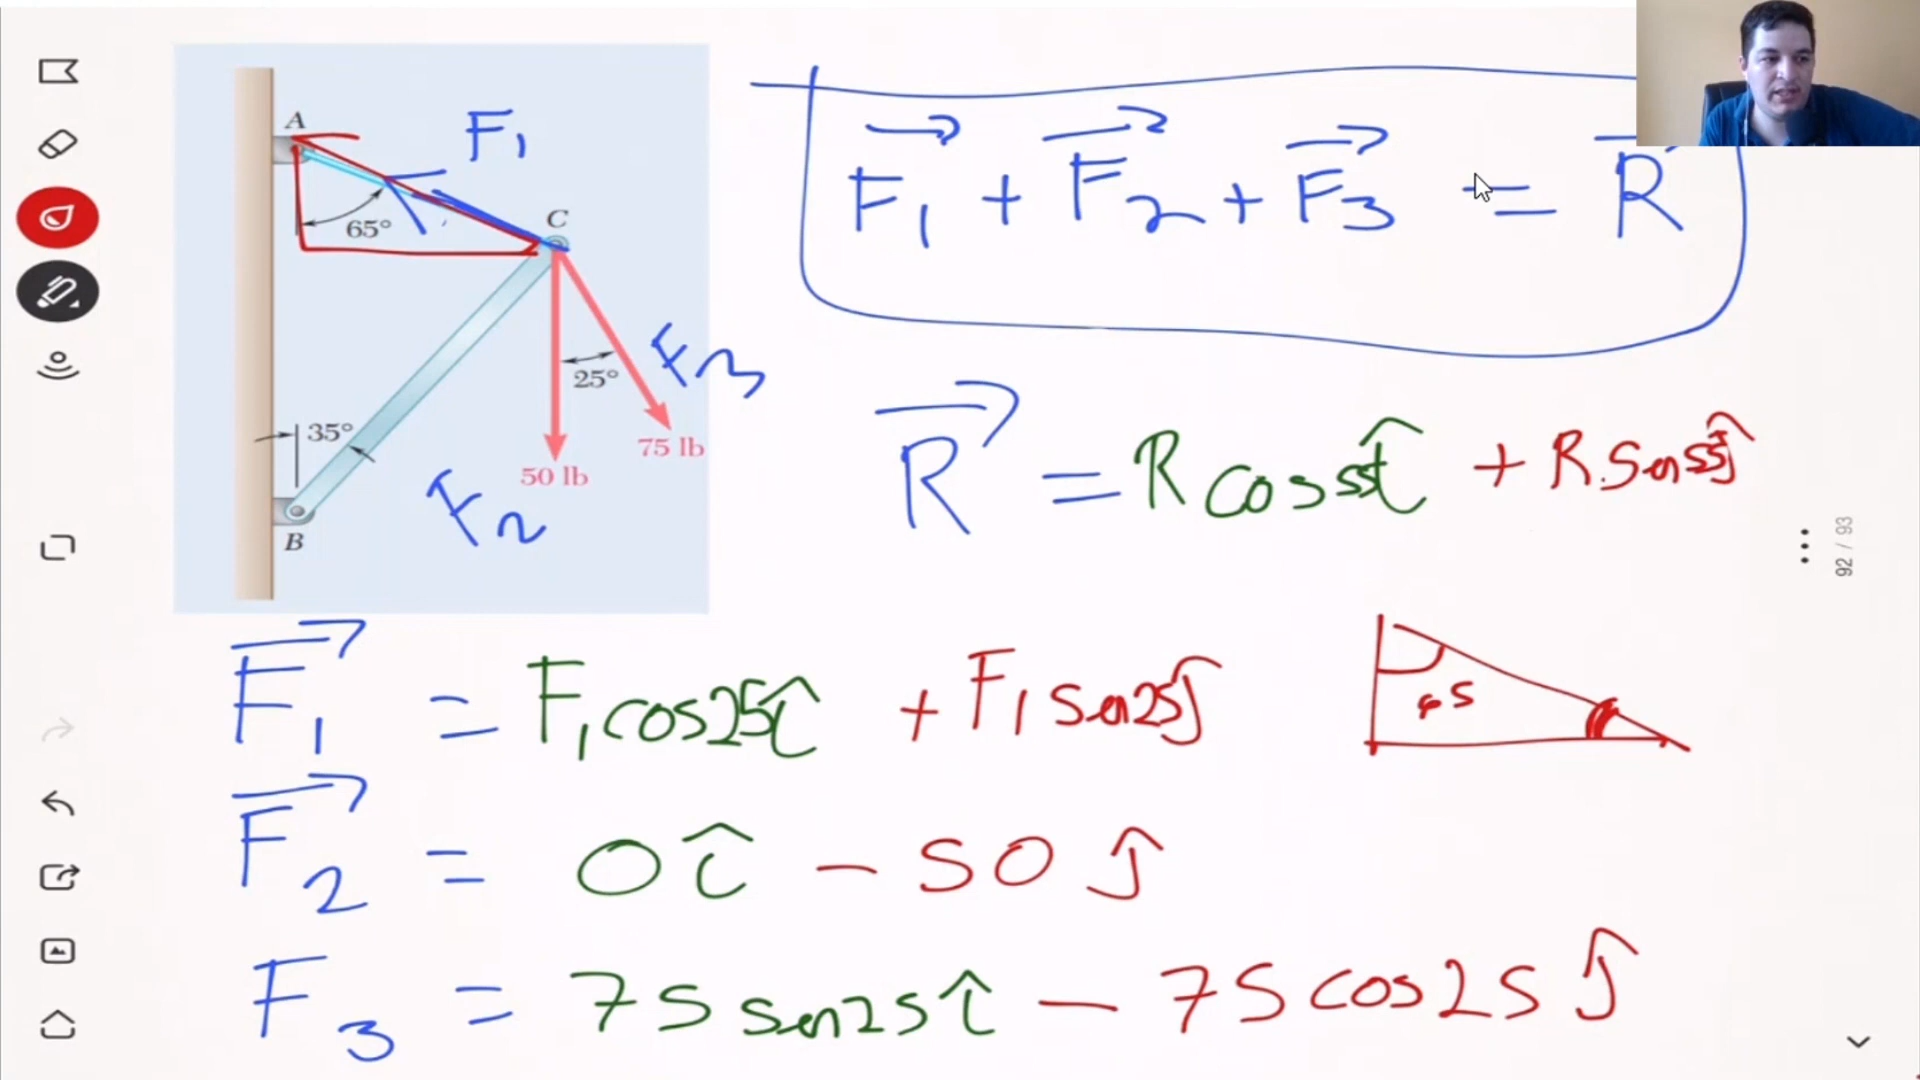 A
F1
65°
C
F3
25°
35°
75 lb
50 lb
F2
B
F1 + F2 + F3 = R
R = R cos55 î + R.sen55 ĵ
92 / 93
F1 = F1 cos25 î + F1 sen25 ĵ
65
F2 = 0 î - 50 ĵ
F3 = 75 sen25 î - 75 cos25 ĵ